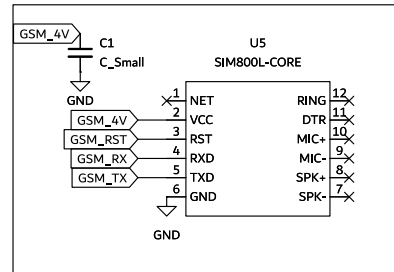 GSM_4V
C1
C_Small
GND
U5
SIM800L-CORE
1 NET RING 12
GSM_4V 2 VCC DTR 11
GSM_RST 3 RST MIC+ 10
GSM_RX 4 RXD MIC- 9
GSM_TX 5 TXD SPK+ 8
6 GND SPK- 7
GND